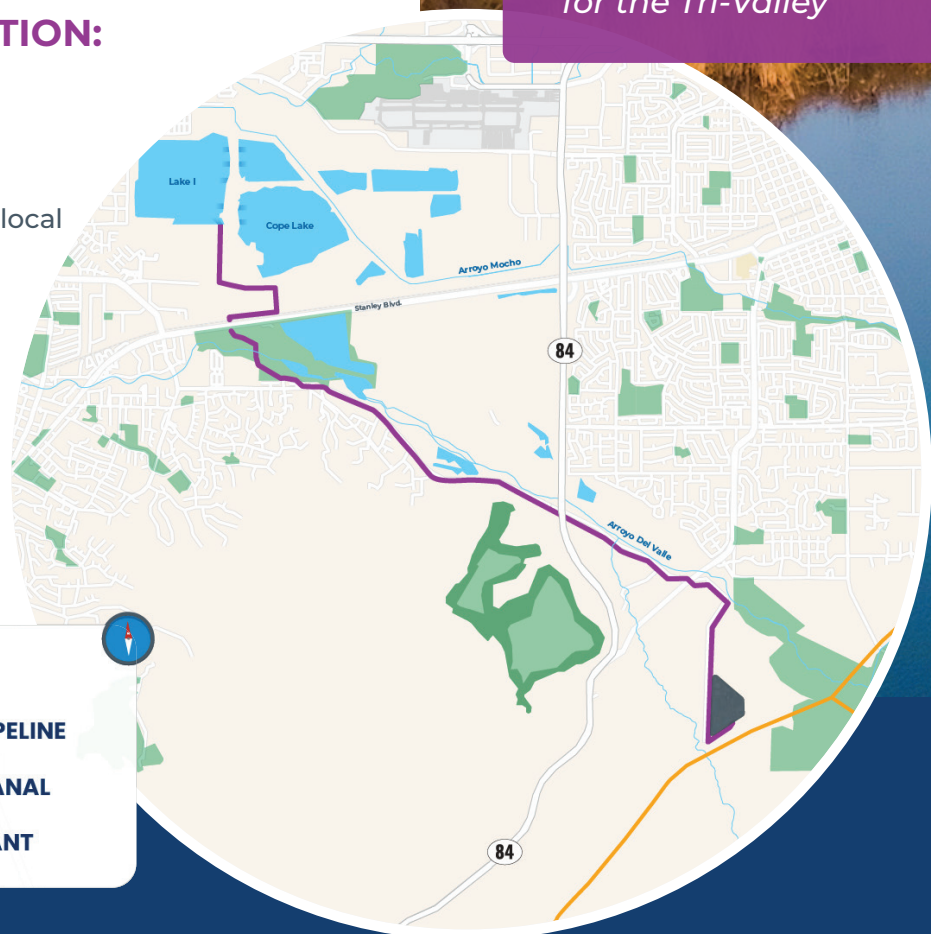 for the Tri-Valley
TION:
local
Lake I
Cope Lake
Arroyo Mocho
Stanley Blvd.
84
Arroyo Del Valle
PELINE
ANAL
ANT
84